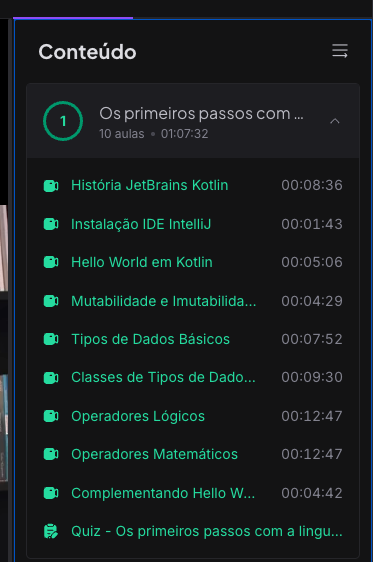 Conteúdo
1
Os primeiros passos com ...
10 aulas • 01:07:32
História JetBrains Kotlin 00:08:36
Instalação IDE IntelliJ 00:01:43
Hello World em Kotlin 00:05:06
Mutabilidade e Imutabilida... 00:04:29
Tipos de Dados Básicos 00:07:52
Classes de Tipos de Dado... 00:09:30
Operadores Lógicos 00:12:47
Operadores Matemáticos 00:12:47
Complementando Hello W... 00:04:42
Quiz - Os primeiros passos com a lingu...